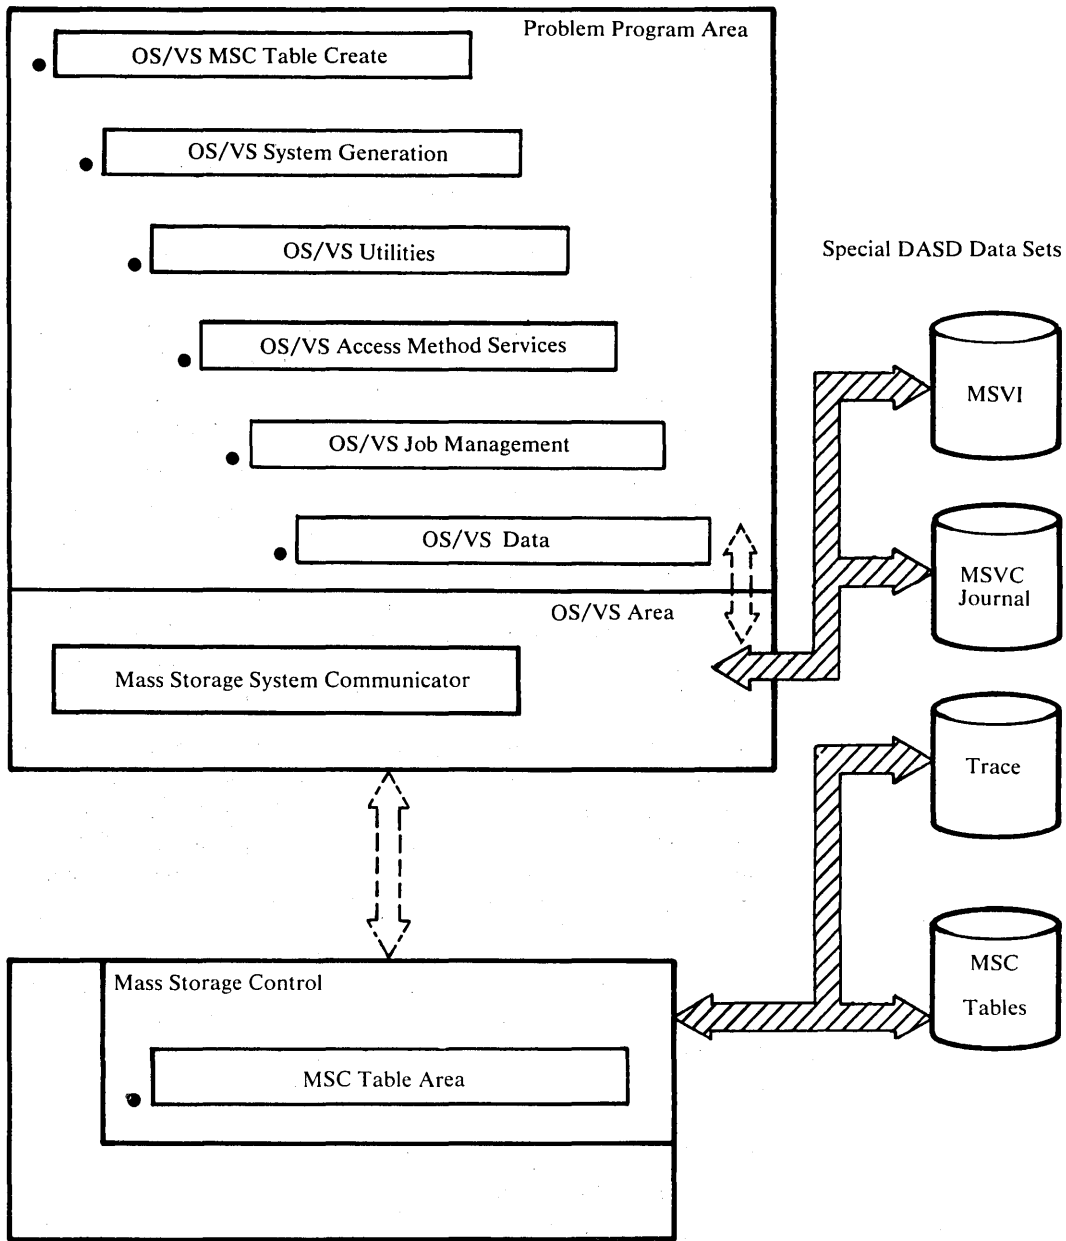 Problem Program Area
OS/VS MSC Table Create
OS/VS System Generation
OS/VS Utilities
OS/VS Access Method Services
OS/VS Job Management
OS/VS Data
OS/VS Area
Mass Storage System Communicator
Special DASD Data Sets
MSVI
MSVC
Journal
Trace
MSC
Tables
Mass Storage Control
MSC Table Area